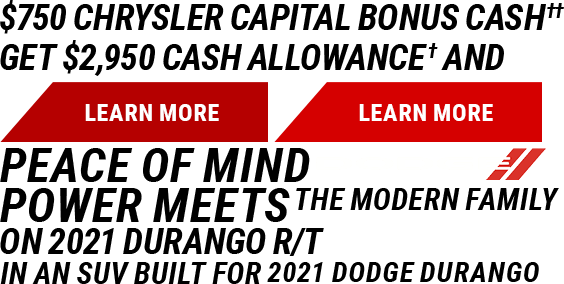 $750 CHRYSLER CAPITAL BONUS CASH††
GET $2,950 CASH ALLOWANCE† AND
LEARN MORE LEARN MORE
PEACE OF MIND
POWER MEETS THE MODERN FAMILY
ON 2021 DURANGO R/T
IN AN SUV BUILT FOR 2021 DODGE DURANGO